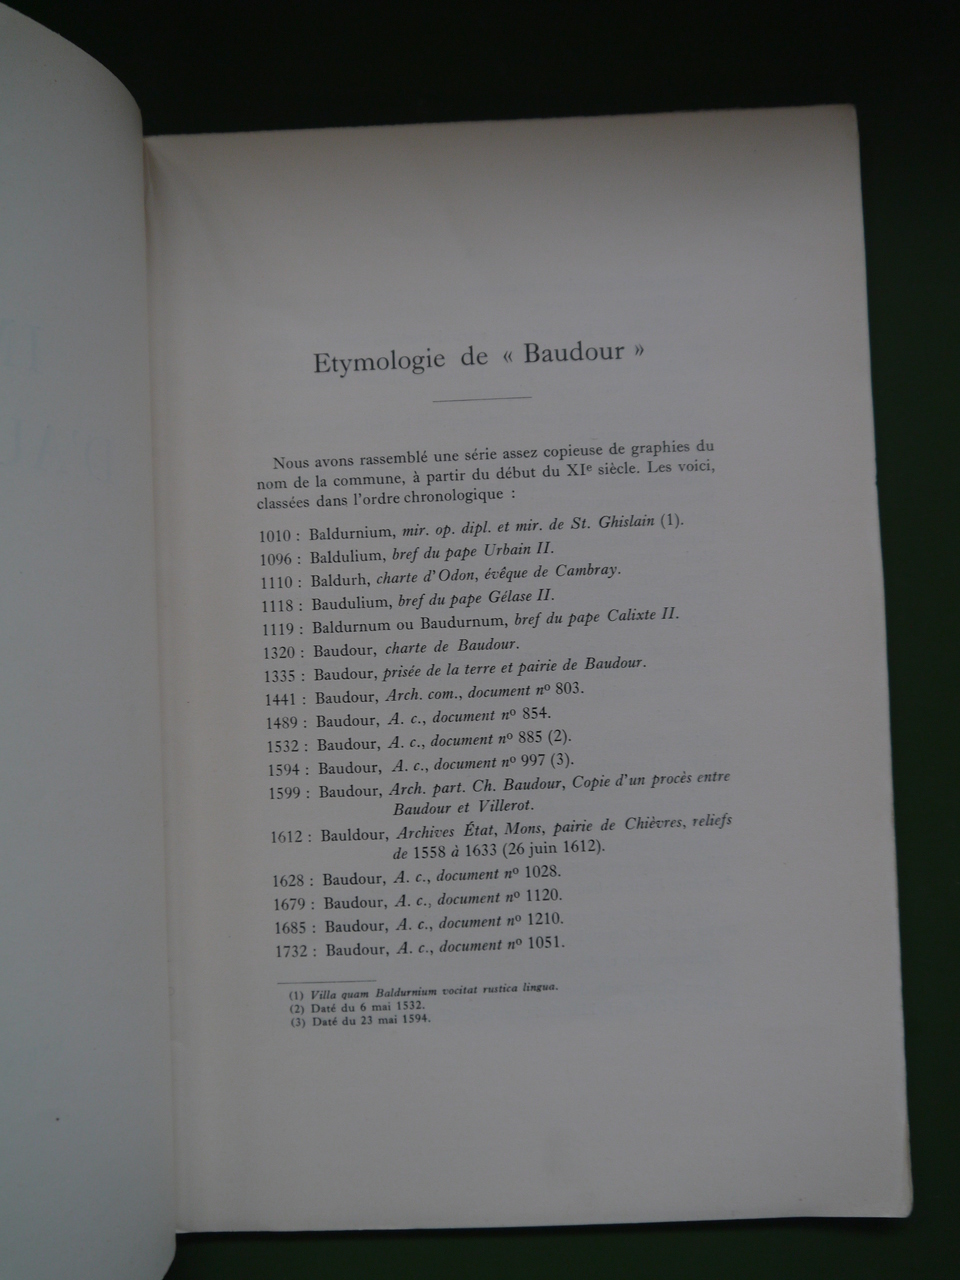 Etymologie de « Baudour »
Nous avons rassemblé une série assez copieuse de graphies du
nom de la commune, à partir du début du XIe siècle. Les voici,
classées dans l'ordre chronologique :
1010 : Baldurnium, mir. op. dipl. et mir. de St. Ghislain (1).
1096 : Baldulium, bref du pape Urbain II.
1110 : Baldurh, charte d'Odon, évêque de Cambray.
1118 : Baudulium, bref du pape Gélase II.
1119 : Baldurnum ou Baudurnum, bref du pape Calixte II.
1320 : Baudour, charte de Baudour.
1335 : Baudour, prisée de la terre et pairie de Baudour.
1441 : Baudour, Arch. com., document no 803.
1489 : Baudour, A. c., document no 854.
1532 : Baudour, A. c., document no 885 (2).
1594 : Baudour, A. c., document no 997 (3).
1599 : Baudour, Arch. part. Ch. Baudour, Copie d'un procès entre
Baudour et Villerot.
1612 : Bauldour, Archives État, Mons, pairie de Chièvres, reliefs
de 1558 à 1633 (26 juin 1612).
1628 : Baudour, A. c., document no 1028.
1679 : Baudour, A. c., document no 1120.
1685 : Baudour, A. c., document no 1210.
1732 : Baudour, A. c., document no 1051.
(1) Villa quam Baldurnium vocitat rustica lingua.
(2) Daté du 6 mai 1532.
(3) Daté du 23 mai 1594.